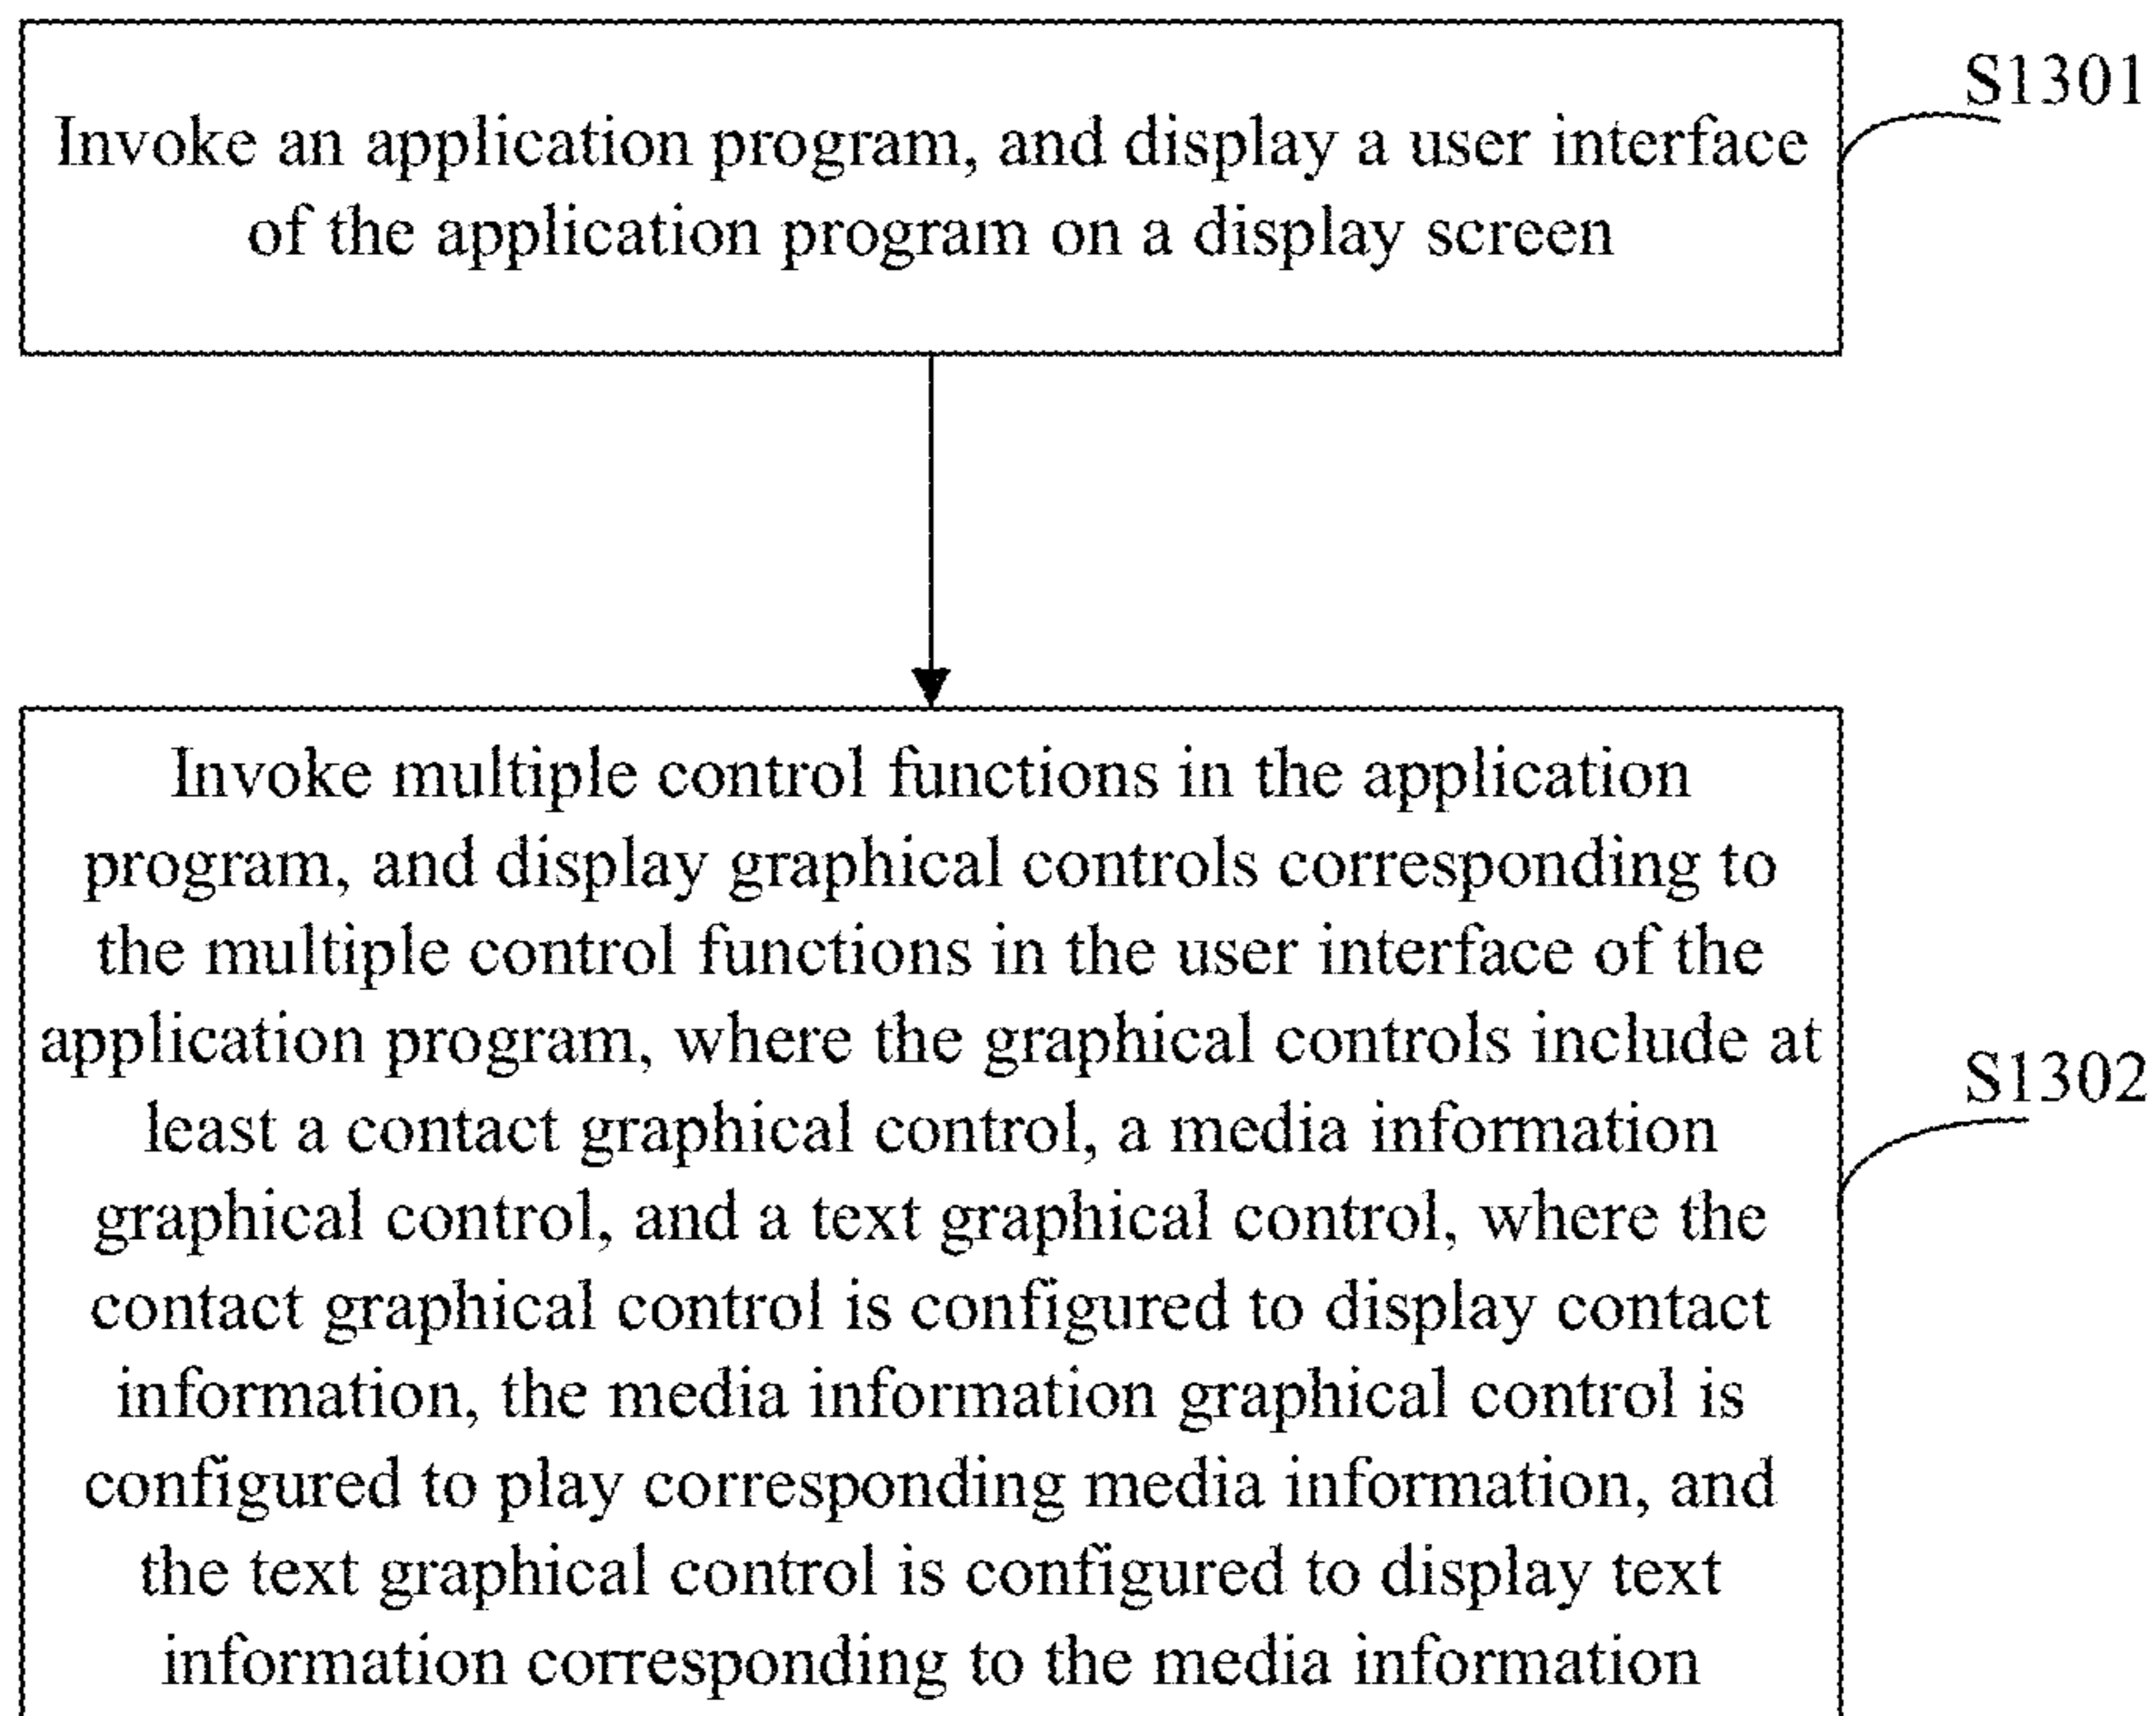 Invoke an application program, and display a user interface
of the application program on a display screen
S1301
Invoke multiple control functions in the application
program, and display graphical controls corresponding to
the multiple control functions in the user interface of the
application program, where the graphical controls include at
least a contact graphical control, a media information
graphical control, and a text graphical control, where the
contact graphical control is configured to display contact
information, the media information graphical control is
configured to play corresponding media information, and
the text graphical control is configured to display text
information corresponding to the media information
S1302